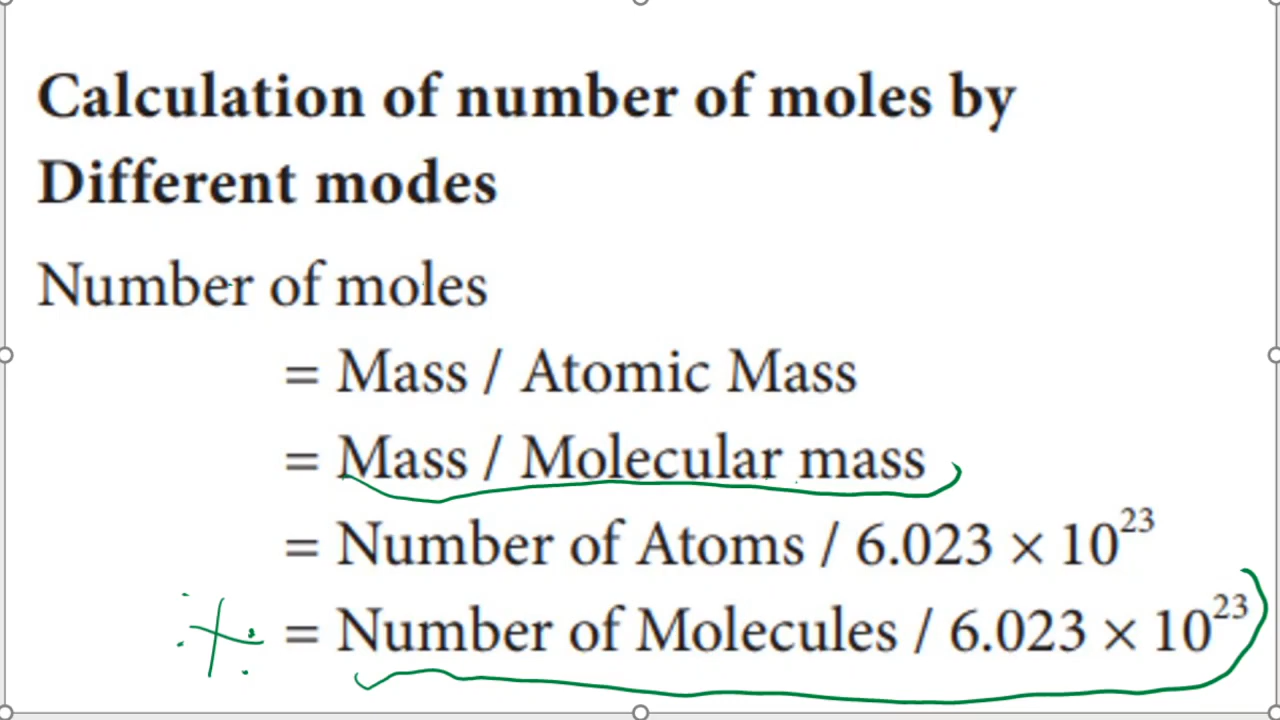 Calculation of number of moles by
Different modes
Number of moles
= Mass / Atomic Mass
= Mass / Molecular mass
= Number of Atoms / 6.023 × 10²³
= Number of Molecules / 6.023 × 10²³